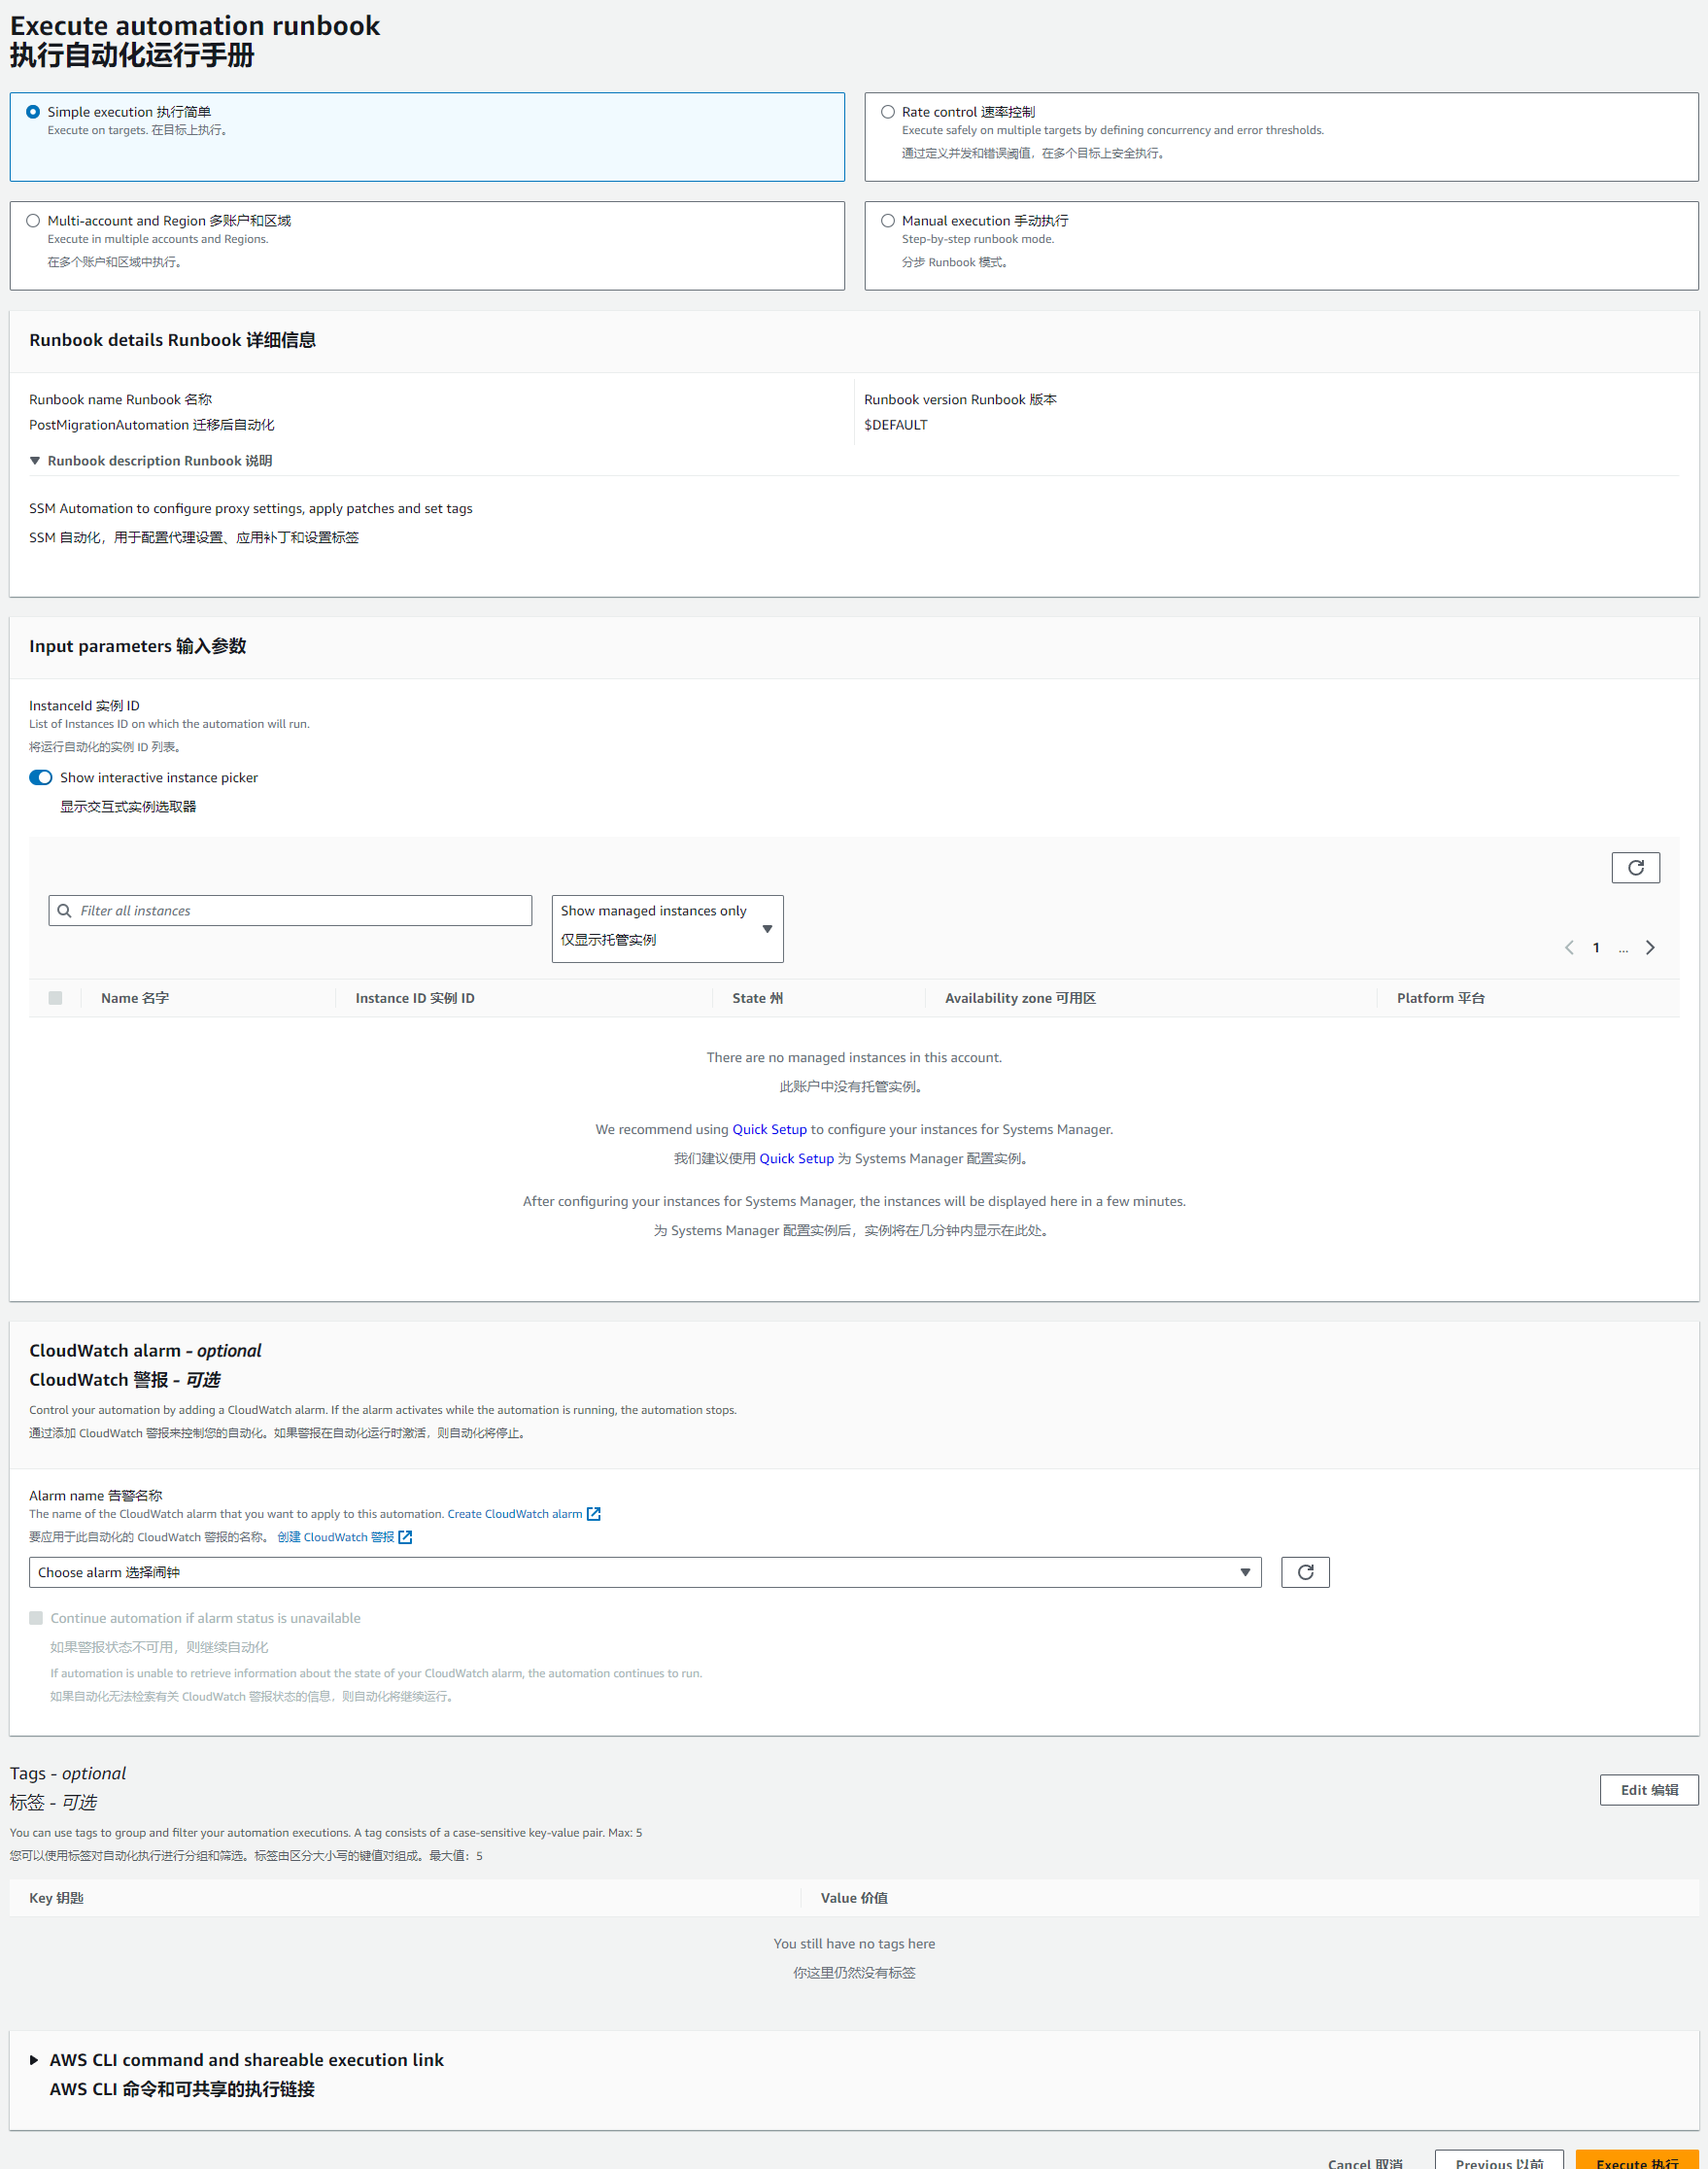 Execute automation runbook
执行自动化运行手册
Simple execution 执行简单
Execute on targets. 在目标上执行。
Rate control 速率控制
Execute safely on multiple targets by defining concurrency and error thresholds.
通过定义并发和错误阈值，在多个目标上安全执行。
Multi-account and Region 多账户和区域
Execute in multiple accounts and Regions.
在多个账户和区域中执行。
Manual execution 手动执行
Step-by-step runbook mode.
分步 Runbook 模式。
Runbook details Runbook 详细信息
Runbook name Runbook 名称
PostMigrationAutomation 迁移后自动化
Runbook version Runbook 版本
$DEFAULT
Runbook description Runbook 说明
SSM Automation to configure proxy settings, apply patches and set tags
SSM 自动化，用于配置代理设置、应用补丁和设置标签
Input parameters 输入参数
InstanceId 实例 ID
List of Instances ID on which the automation will run.
将运行自动化的实例 ID 列表。
Show interactive instance picker
显示交互式实例选取器
Filter all instances
Show managed instances only
仅显示托管实例
1 ...
Name 名字 Instance ID 实例 ID State 州 Availability zone 可用区 Platform 平台
There are no managed instances in this account.
此账户中没有托管实例。
We recommend using Quick Setup to configure your instances for Systems Manager.
我们建议使用 Quick Setup 为 Systems Manager 配置实例。
After configuring your instances for Systems Manager, the instances will be displayed here in a few minutes.
为 Systems Manager 配置实例后，实例将在几分钟内显示在此处。
CloudWatch alarm - optional
CloudWatch 警报 - 可选
Control your automation by adding a CloudWatch alarm. If the alarm activates while the automation is running, the automation stops.
通过添加 CloudWatch 警报来控制您的自动化。如果警报在自动化运行时激活，则自动化将停止。
Alarm name 告警名称
The name of the CloudWatch alarm that you want to apply to this automation. Create CloudWatch alarm
要应用于此自动化的 CloudWatch 警报的名称。 创建 CloudWatch 警报
Choose alarm 选择闹钟
Continue automation if alarm status is unavailable
如果警报状态不可用，则继续自动化
If automation is unable to retrieve information about the state of your CloudWatch alarm, the automation continues to run.
如果自动化无法检索有关 CloudWatch 警报状态的信息，则自动化将继续运行。
Tags - optional
标签 - 可选
Edit 编辑
You can use tags to group and filter your automation executions. A tag consists of a case-sensitive key-value pair. Max: 5
您可以使用标签对自动化执行进行分组和筛选。标签由区分大小写的键值对组成。最大值：5
Key 钥匙 Value 价值
You still have no tags here
你这里仍然没有标签
AWS CLI command and shareable execution link
AWS CLI 命令和可共享的执行链接
Cancel 取消 Previous 以前 Execute 执行